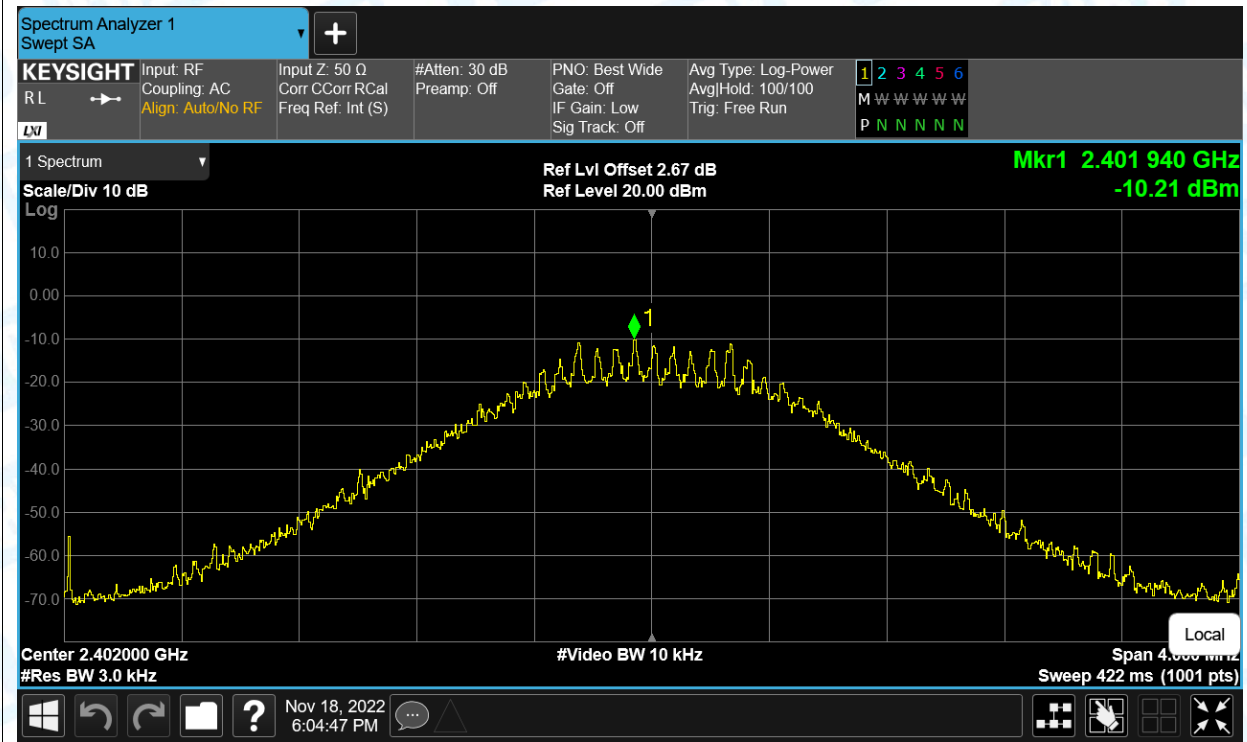 Spectrum Analyzer 1
Swept SA
KEYSIGHT
R L
LXI
Input: RF
Coupling: AC
Align: Auto/No RF
Input Z: 50 Ω
Corr CCorr RCal
Freq Ref: Int (S)
#Atten: 30 dB
Preamp: Off
PNO: Best Wide
Gate: Off
IF Gain: Low
Sig Track: Off
Avg Type: Log-Power
Avg|Hold: 100/100
Trig: Free Run
1 2 3 4 5 6
M W W W W W
P N N N N N
1 Spectrum
Scale/Div 10 dB
Log
Ref Lvl Offset 2.67 dB
Ref Level 20.00 dBm
Mkr1 2.401 940 GHz
-10.21 dBm
10.0
0.00
-10.0
-20.0
-30.0
-40.0
-50.0
-60.0
-70.0
1
Local
Center 2.402000 GHz
#Res BW 3.0 kHz
#Video BW 10 kHz
Span
Sweep 422 ms (1001 pts)
?
Nov 18, 2022
6:04:47 PM